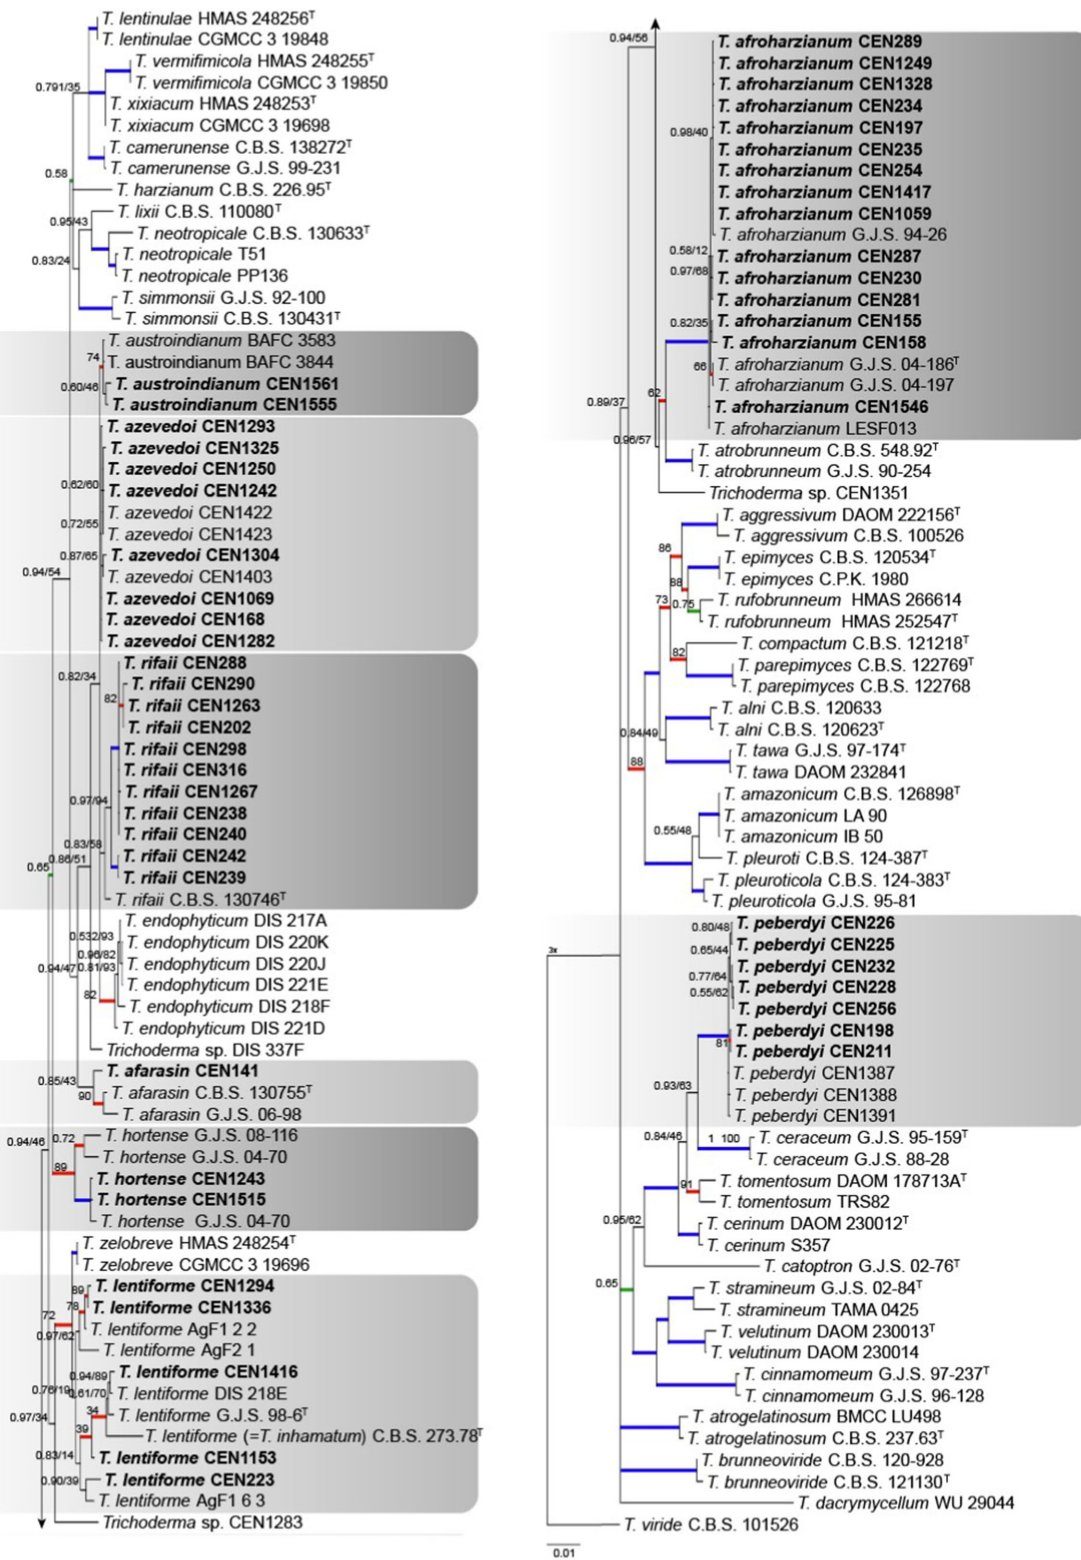 T. lentinulae HMAS 248256T
T. lentinulae CGMCC 3 19848
T. vermifimicola HMAS 248255T
T. vermifimicola CGMCC 3 19850
0.791/35
T. xixiacum HMAS 248253T
T. xixiacum CGMCC 3 19698
T. camerunense C.B.S. 138272T
T. camerunense G.J.S. 99-231
0.58
T. harzianum C.B.S. 226.95T
T. lixii C.B.S. 110080T
0.95/43
T. neotropicale C.B.S. 130633T
T. neotropicale T51
0.83/24
T. neotropicale PP136
T. simmonsii G.J.S. 92-100
T. simmonsii C.B.S. 130431T
T. austroindianum BAFC 3583
74
T. austroindianum BAFC 3844
0.60/46
T. austroindianum CEN1561
T. austroindianum CEN1555
T. azevedoi CEN1293
T. azevedoi CEN1325
T. azevedoi CEN1250
0.62/60
T. azevedoi CEN1242
T. azevedoi CEN1422
0.72/55
T. azevedoi CEN1423
0.87/65
T. azevedoi CEN1304
0.94/54
T. azevedoi CEN1403
T. azevedoi CEN1069
T. azevedoi CEN168
T. azevedoi CEN1282
T. rifaii CEN288
0.82/34
T. rifaii CEN290
82
T. rifaii CEN1263
T. rifaii CEN202
T. rifaii CEN298
T. rifaii CEN316
T. rifaii CEN1267
0.97/94
T. rifaii CEN238
T. rifaii CEN240
0.83/58
T. rifaii CEN242
0.86/51
0.65
T. rifaii CEN239
T. rifaii C.B.S. 130746T
T. endophyticum DIS 217A
0.532/93
T. endophyticum DIS 220K
0.96/82
T. endophyticum DIS 220J
0.94/47
0.81/93
T. endophyticum DIS 221E
82
T. endophyticum DIS 218F
T. endophyticum DIS 221D
Trichoderma sp. DIS 337F
T. afarasin CEN141
0.85/43
T. afarasin C.B.S. 130755T
90
T. afarasin G.J.S. 06-98
0.94/46
0.72
T. hortense G.J.S. 08-116
T. hortense G.J.S. 04-70
89
T. hortense CEN1243
T. hortense CEN1515
T. hortense G.J.S. 04-70
T. zelobreve HMAS 248254T
T. zelobreve CGMCC 3 19696
89
T. lentiforme CEN1294
78
T. lentiforme CEN1336
72
T. lentiforme AgF1 2 2
0.97/62
T. lentiforme AgF2 1
0.94/89
T. lentiforme CEN1416
0.76/19
0.61/70
T. lentiforme DIS 218E
0.97/34
34
T. lentiforme G.J.S. 98-6T
39
T. lentiforme (=T. inhamatum) C.B.S. 273.78T
0.83/14
T. lentiforme CEN1153
0.90/39
T. lentiforme CEN223
T. lentiforme AgF1 6 3
Trichoderma sp. CEN1283
0.94/56
T. afroharzianum CEN289
T. afroharzianum CEN1249
T. afroharzianum CEN1328
T. afroharzianum CEN234
0.98/40
T. afroharzianum CEN197
T. afroharzianum CEN235
T. afroharzianum CEN254
T. afroharzianum CEN1417
T. afroharzianum CEN1059
T. afroharzianum G.J.S. 94-26
0.58/12
T. afroharzianum CEN287
0.97/68
T. afroharzianum CEN230
T. afroharzianum CEN281
0.82/35
T. afroharzianum CEN155
T. afroharzianum CEN158
66
T. afroharzianum G.J.S. 04-186T
T. afroharzianum G.J.S. 04-197
62
0.89/37
T. afroharzianum CEN1546
T. afroharzianum LESF013
0.96/57
T. atrobrunneum C.B.S. 548.92T
T. atrobrunneum G.J.S. 90-254
Trichoderma sp. CEN1351
T. aggressivum DAOM 222156T
T. aggressivum C.B.S. 100526
86
T. epimyces C.B.S. 120534T
88
T. epimyces C.P.K. 1980
73
0.75
T. rufobrunneum HMAS 266614
T. rufobrunneum HMAS 252547T
82
T. compactum C.B.S. 121218T
T. parepimyces C.B.S. 122769T
T. parepimyces C.B.S. 122768
T. alni C.B.S. 120633
0.84/49
T. alni C.B.S. 120623T
T. tawa G.J.S. 97-174T
88
T. tawa DAOM 232841
T. amazonicum C.B.S. 126898T
T. amazonicum LA 90
0.55/48
T. amazonicum IB 50
T. pleuroti C.B.S. 124-387T
T. pleuroticola C.B.S. 124-383T
T. pleuroticola G.J.S. 95-81
0.80/48
T. peberdyi CEN226
0.65/44
T. peberdyi CEN225
3x
T. peberdyi CEN232
0.77/64
T. peberdyi CEN228
0.55/62
T. peberdyi CEN256
T. peberdyi CEN198
81
T. peberdyi CEN211
T. peberdyi CEN1387
0.93/63
T. peberdyi CEN1388
T. peberdyi CEN1391
0.84/46
1 100
T. ceraceum G.J.S. 95-159T
T. ceraceum G.J.S. 88-28
91
T. tomentosum DAOM 178713AT
T. tomentosum TRS82
0.95/62
T. cerinum DAOM 230012T
T. cerinum S357
T. catoptron G.J.S. 02-76T
0.65
T. stramineum G.J.S. 02-84T
T. stramineum TAMA 0425
T. velutinum DAOM 230013T
T. velutinum DAOM 230014
T. cinnamomeum G.J.S. 97-237T
T. cinnamomeum G.J.S. 96-128
T. atrogelatinosum BMCC LU498
T. atrogelatinosum C.B.S. 237.63T
T. brunneoviride C.B.S. 120-928
T. brunneoviride C.B.S. 121130T
T. dacrymycellum WU 29044
T. viride C.B.S. 101526
0.01